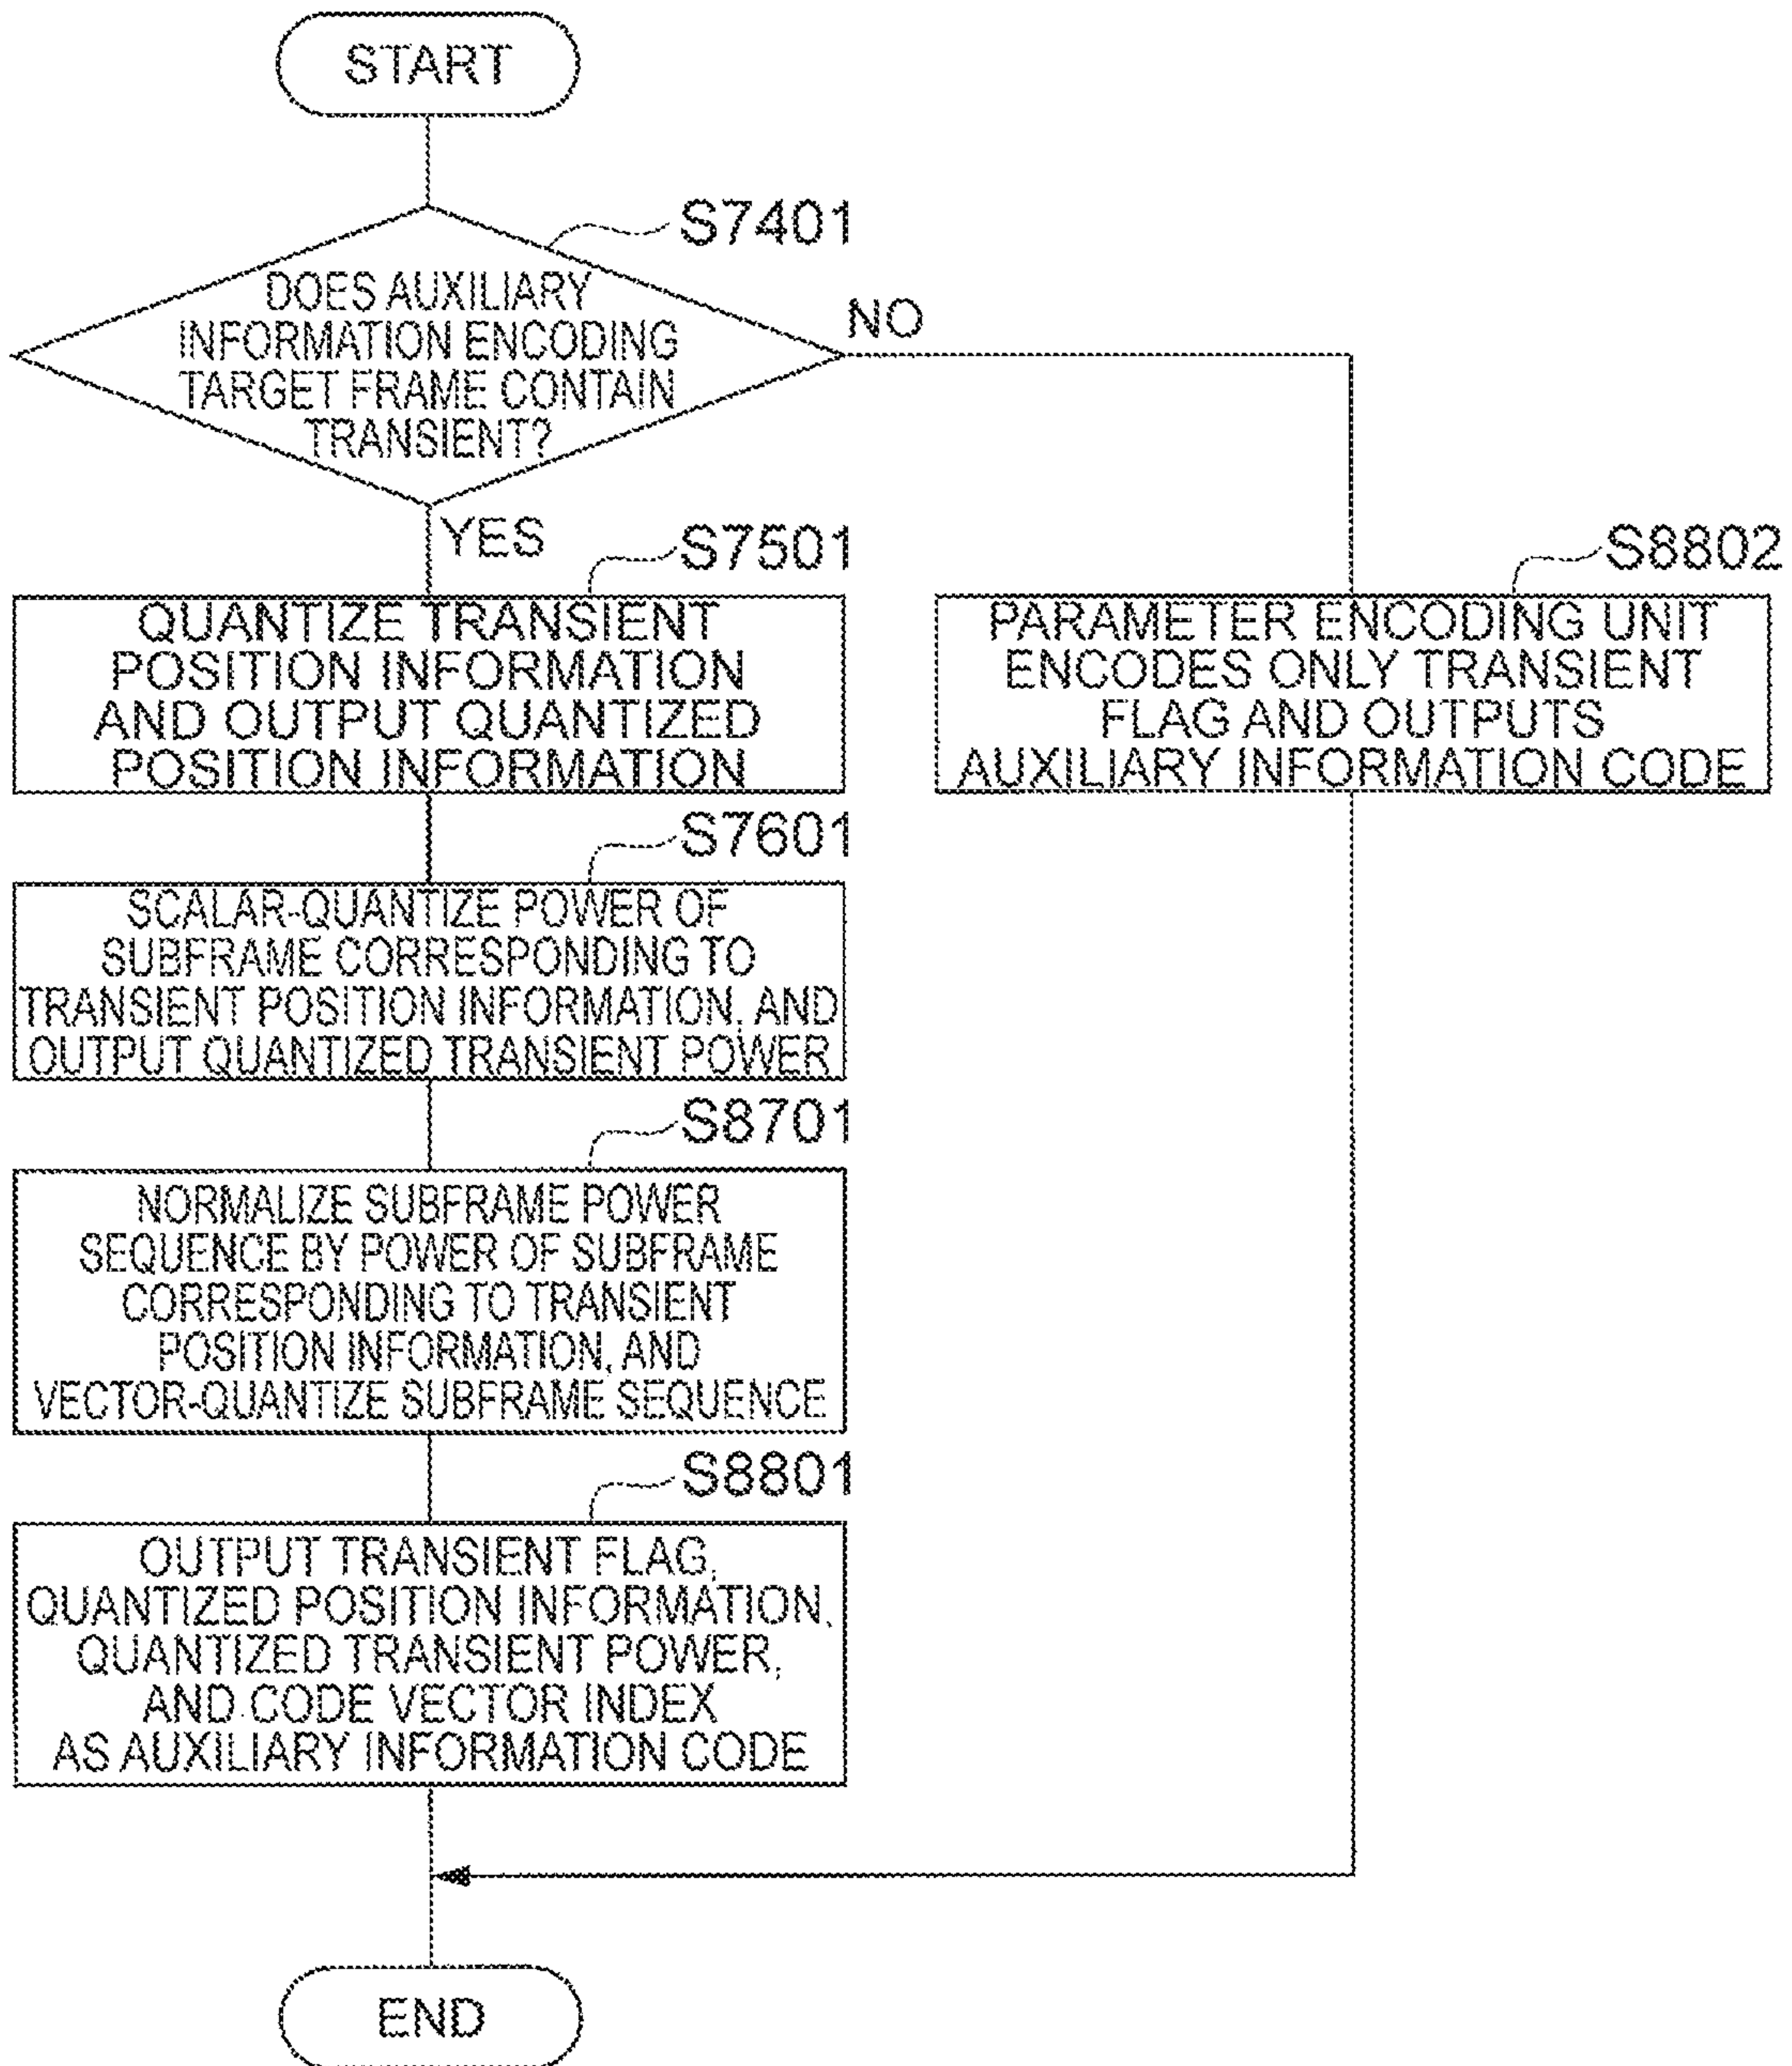 START
S7401
DOES AUXILIARY
INFORMATION ENCODING
TARGET FRAME CONTAIN
TRANSIENT?
NO
YES
S7501
QUANTIZE TRANSIENT
POSITION INFORMATION
AND OUTPUT QUANTIZED
POSITION INFORMATION
S8802
PARAMETER ENCODING UNIT
ENCODES ONLY TRANSIENT
FLAG AND OUTPUTS
AUXILIARY INFORMATION CODE
S7601
SCALAR-QUANTIZE POWER OF
SUBFRAME CORRESPONDING TO
TRANSIENT POSITION INFORMATION, AND
OUTPUT QUANTIZED TRANSIENT POWER
S8701
NORMALIZE SUBFRAME POWER
SEQUENCE BY POWER OF SUBFRAME
CORRESPONDING TO TRANSIENT
POSITION INFORMATION, AND
VECTOR-QUANTIZE SUBFRAME SEQUENCE
S8801
OUTPUT TRANSIENT FLAG,
QUANTIZED POSITION INFORMATION,
QUANTIZED TRANSIENT POWER,
AND CODE VECTOR INDEX
AS AUXILIARY INFORMATION CODE
END